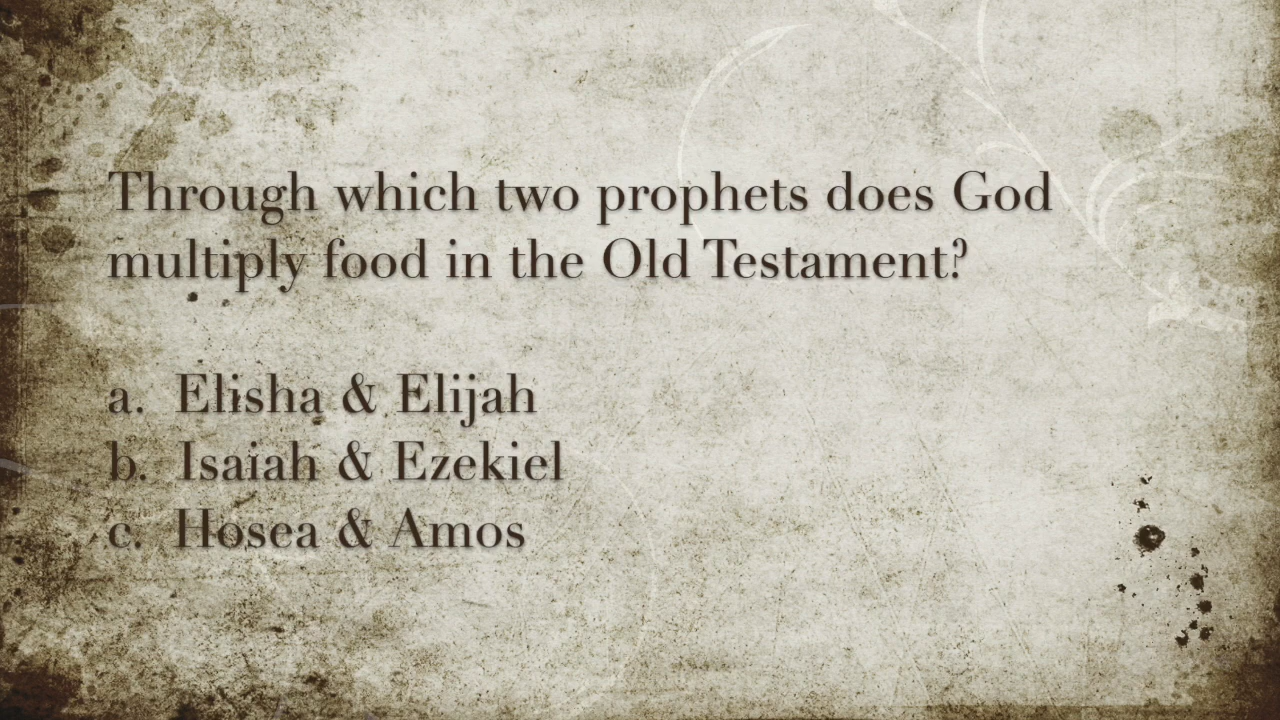 Through which two prophets does God
multiply food in the Old Testament?
a. Elisha & Elijah
b. Isaiah & Ezekiel
c. Hosea & Amos